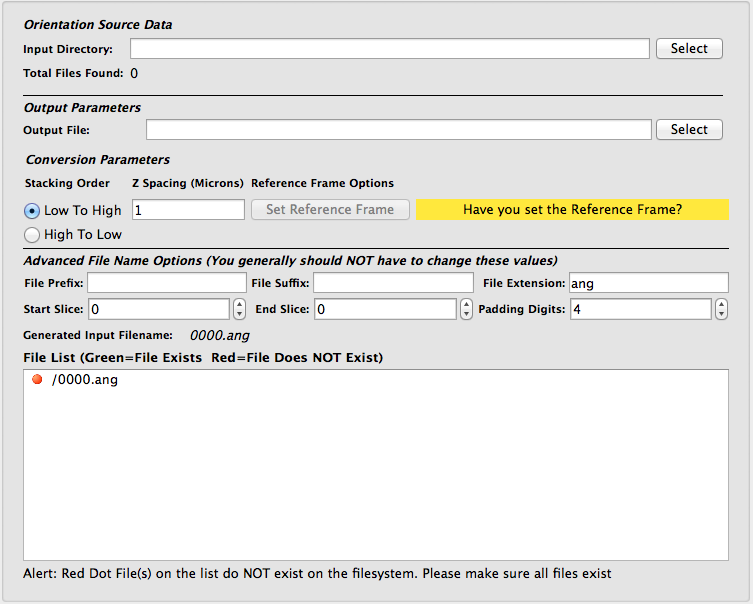 Orientation Source Data
Input Directory: Select
Total Files Found: 0
Output Parameters
Output File: Select
Conversion Parameters
Stacking Order Z Spacing (Microns) Reference Frame Options
Low To High 1 Set Reference Frame Have you set the Reference Frame?
High To Low
Advanced File Name Options (You generally should NOT have to change these values)
File Prefix: File Suffix: File Extension: ang
Start Slice: 0 End Slice: 0 Padding Digits: 4
Generated Input Filename: 0000.ang
File List (Green=File Exists Red=File Does NOT Exist)
/0000.ang
Alert: Red Dot File(s) on the list do NOT exist on the filesystem. Please make sure all files exist